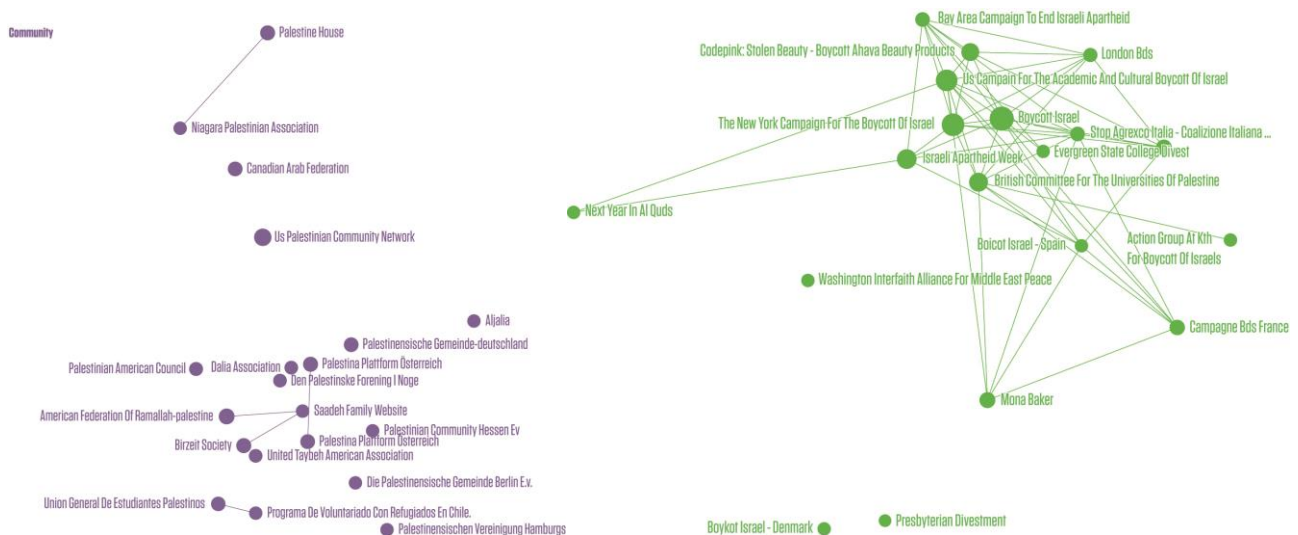 Community
Palestine House
Niagara Palestinian Association
Canadian Arab Federation
Us Palestinian Community Network
Aljalia
Palestinensische Gemeinde-deutschland
Palestinian American Council
Dalia Association
Palestina Plattform Österreich
Den Palestinske Forening I Noge
American Federation Of Ramallah-palestine
Saadeh Family Website
Palestinian Community Hessen Ev
Birzeit Society
Palestina Plattform Österreich
United Taybeh American Association
Die Palestinensische Gemeinde Berlin E.v.
Union General De Estudiantes Palestinos
Programa De Voluntariado Con Refugiados En Chile.
Palestinensischen Vereinigung Hamburgs
Bay Area Campaign To End Israeli Apartheid
Codepink: Stolen Beauty - Boycott Ahava Beauty Products
London Bds
Us Campain For The Academic And Cultural Boycott Of Israel
The New York Campaign For The Boycott Of Israel
Boycott Israel
Stop Agrexco Italia - Coalizione Italiana ...
Evergreen State College Divest
Israeli Apartheid Week
British Committee For The Universities Of Palestine
Next Year In Al Quds
Boicot Israel - Spain
Action Group At Kth
For Boycott Of Israels
Washington Interfaith Alliance For Middle East Peace
Campagne Bds France
Mona Baker
Boykot Israel - Denmark
Presbyterian Divestment